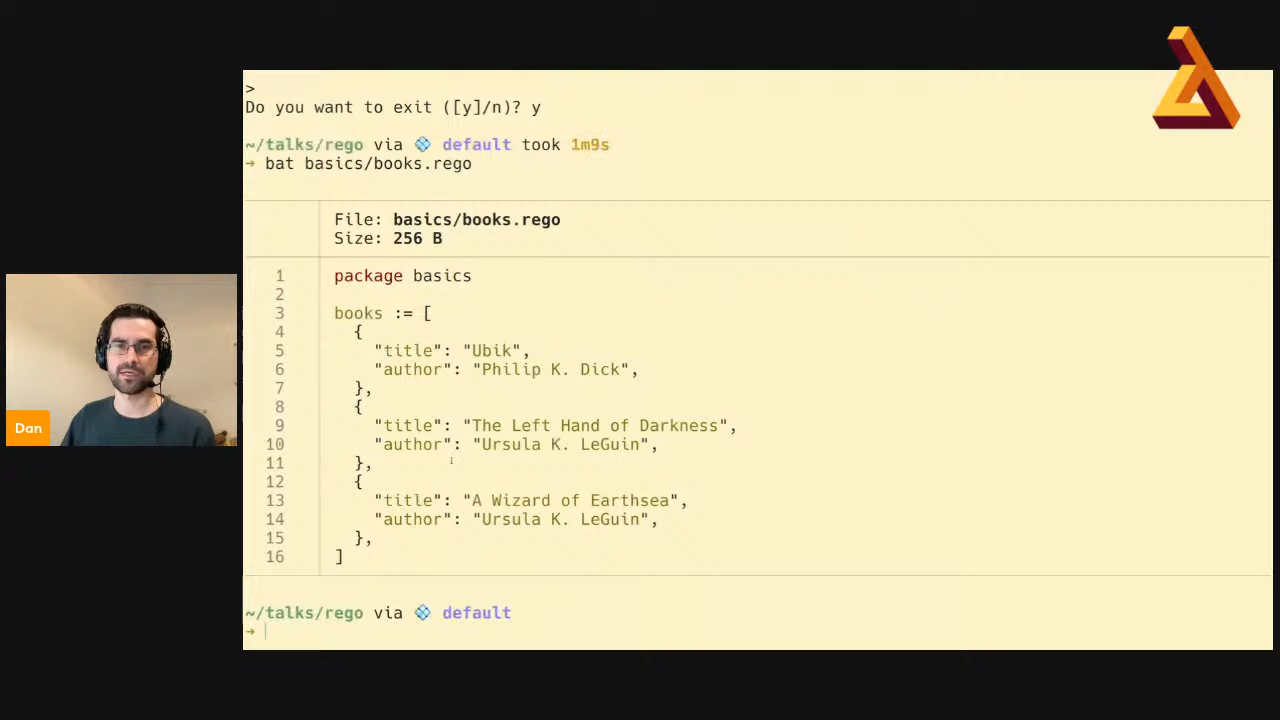 >
Do you want to exit ([y]/n)? y
~/talks/rego via default took 1m9s
➜ bat basics/books.rego
File: basics/books.rego
Size: 256 B
1 package basics
2
3 books := [
4 {
5 "title": "Ubik",
6 "author": "Philip K. Dick",
7 },
8 {
9 "title": "The Left Hand of Darkness",
10 "author": "Ursula K. LeGuin",
11 },
12 {
13 "title": "A Wizard of Earthsea",
14 "author": "Ursula K. LeGuin",
15 },
16 ]
~/talks/rego via default
➜
Dan